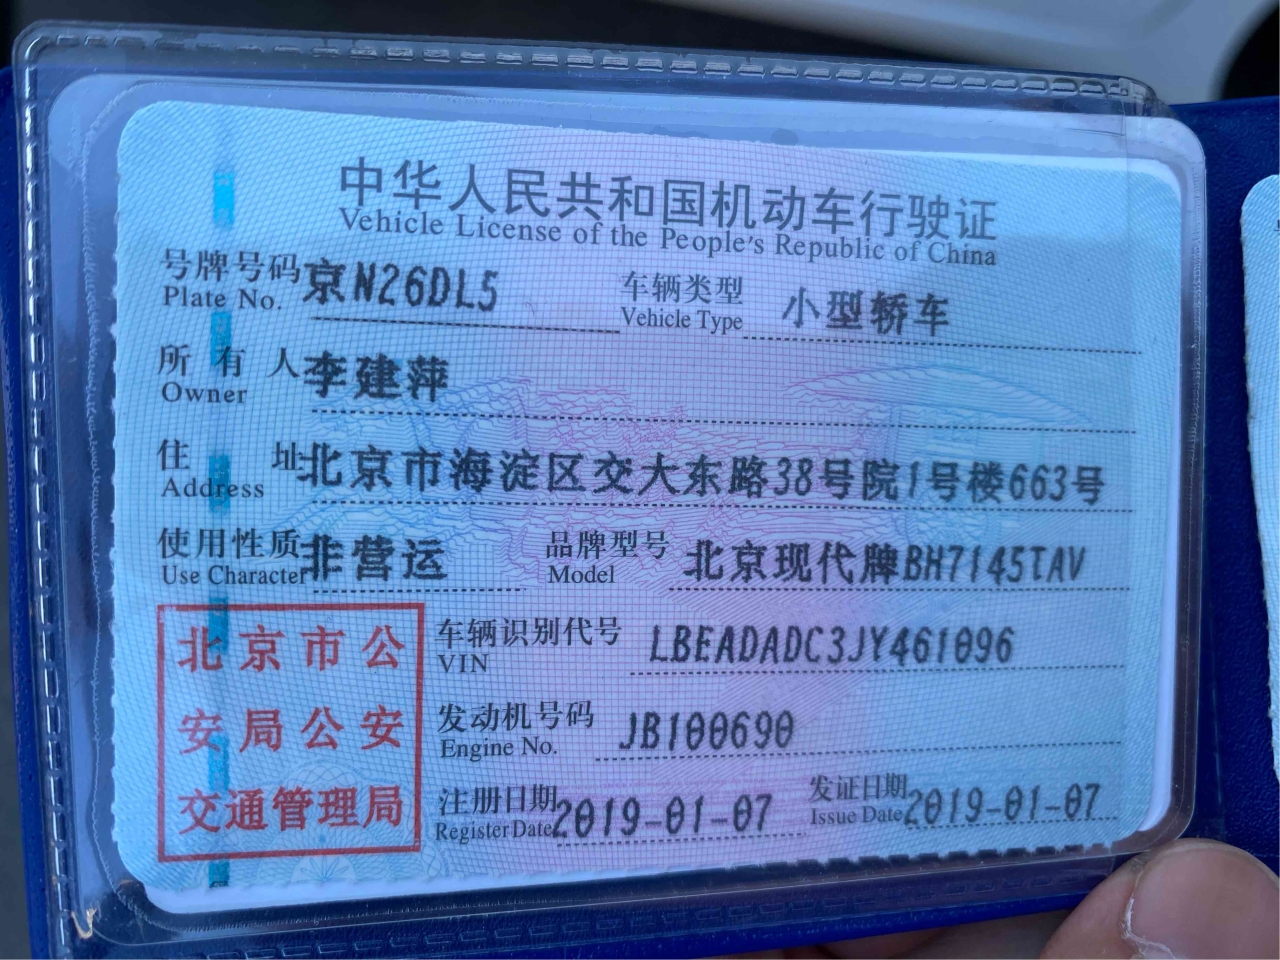 中华人民共和国机动车行驶证
Vehicle License of the People's Republic of China
号牌号码 京N26DL5 车辆类型 小型轿车
Plate No. Vehicle Type
所有人 李建萍
Owner
住址 北京市海淀区交大东路38号院1号楼663号
Address
使用性质 非营运 品牌型号 北京现代牌BH7145TAV
Use Character Model
北京市公
安局公安
交通管理局
车辆识别代号 LBEADADC3JY461096
VIN
发动机号码 JB100690
Engine No.
注册日期 2019-01-07 发证日期 2019-01-07
Register Date Issue Date